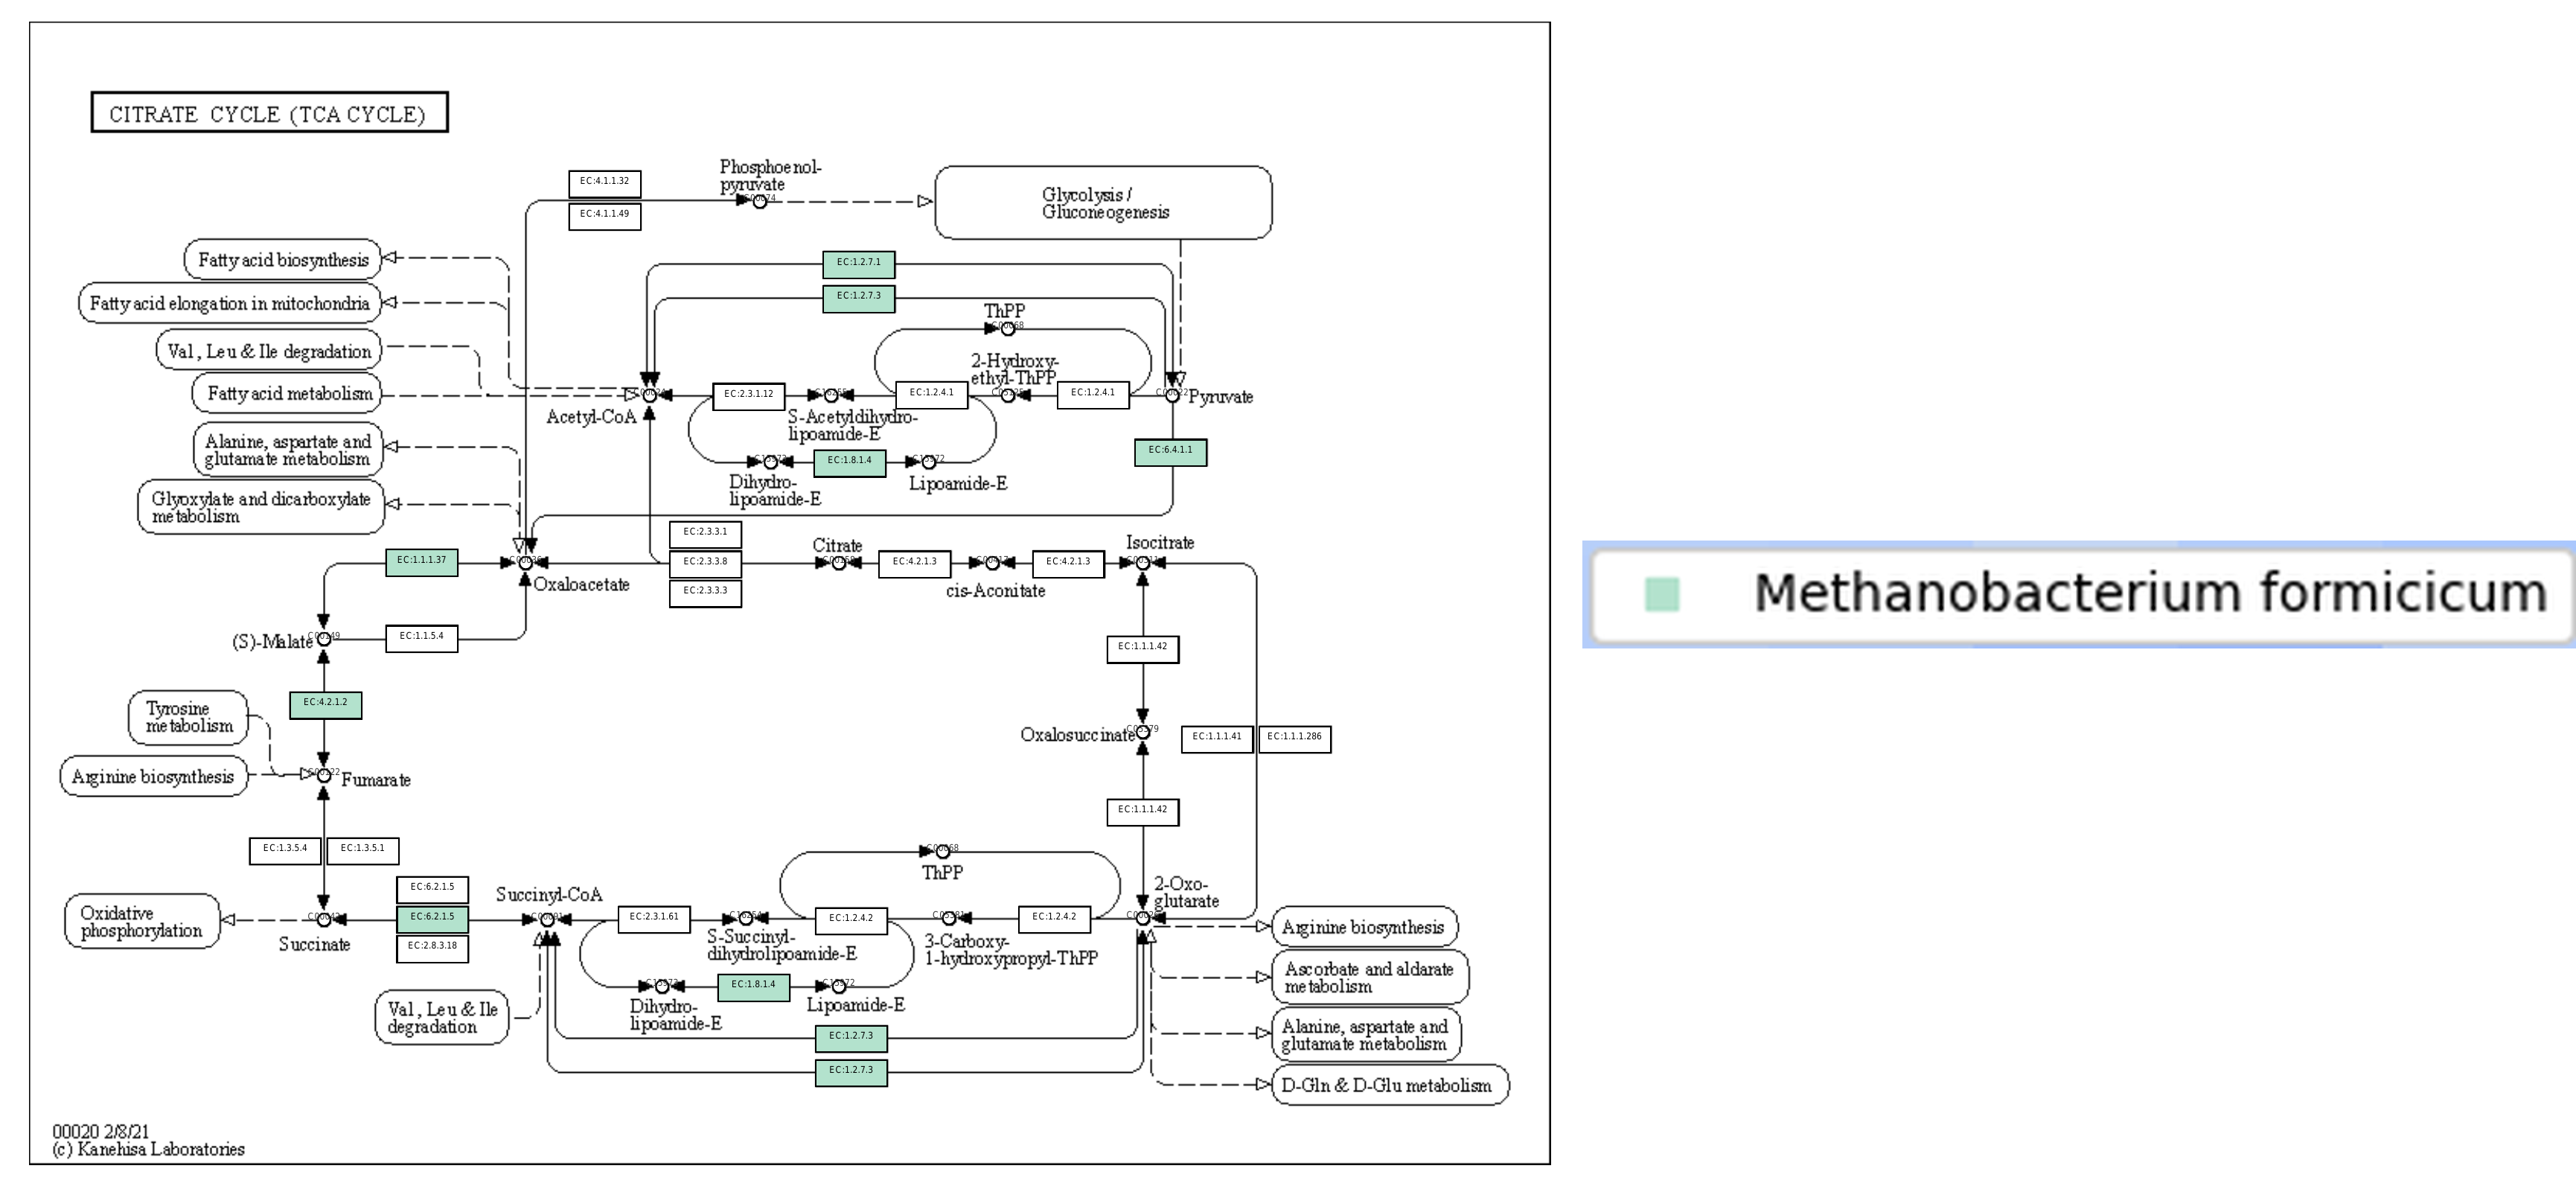 CITRATE CYCLE (TCA CYCLE)
Phosphoenol-
pyruvate
EC:4.1.1.32
EC:4.1.1.49
Glycolysis /
Gluconeogenesis
Fatty acid biosynthesis
Fatty acid elongation in mitochondria
Val, Leu & Ile degradation
Fatty acid metabolism
Alanine, aspartate and
glutamate metabolism
Glyoxylate and dicarboxylate
metabolism
EC:1.2.7.1
EC:1.2.7.3
ThPP
2-Hydroxy-
ethyl-ThPP
Acetyl-CoA
EC:2.3.1.12
EC:1.2.4.1
EC:1.2.4.1
Pyruvate
S-Acetyldihydro-
lipoamide-E
EC:6.4.1.1
EC:1.8.1.4
Dihydro-
lipoamide-E
Lipoamide-E
EC:1.1.1.37
Oxaloacetate
EC:2.3.3.1
EC:2.3.3.8
EC:2.3.3.3
Citrate
EC:4.2.1.3
cis-Aconitate
EC:4.2.1.3
Isocitrate
(S)-Malate
EC:1.1.5.4
EC:1.1.1.42
Methanobacterium formicicum
EC:4.2.1.2
Tyrosine
metabolism
Arginine biosynthesis
Fumarate
Oxalosuccinate
EC:1.1.1.41
EC:1.1.1.286
EC:1.1.1.42
EC:1.3.5.4
EC:1.3.5.1
Oxidative
phosphorylation
Succinate
EC:6.2.1.5
EC:6.2.1.5
EC:2.8.3.18
Succinyl-CoA
ThPP
EC:2.3.1.61
EC:1.2.4.2
EC:1.2.4.2
2-Oxo-
glutarate
S-Succinyl-
dihydrolipoamide-E
3-Carboxy-
1-hydroxypropyl-ThPP
EC:1.8.1.4
Dihydro-
lipoamide-E
Lipoamide-E
Val, Leu & Ile
degradation
EC:1.2.7.3
EC:1.2.7.3
Arginine biosynthesis
Ascorbate and aldarate
metabolism
Alanine, aspartate and
glutamate metabolism
D-Gln & D-Glu metabolism
00020 2/8/21
(c) Kanehisa Laboratories